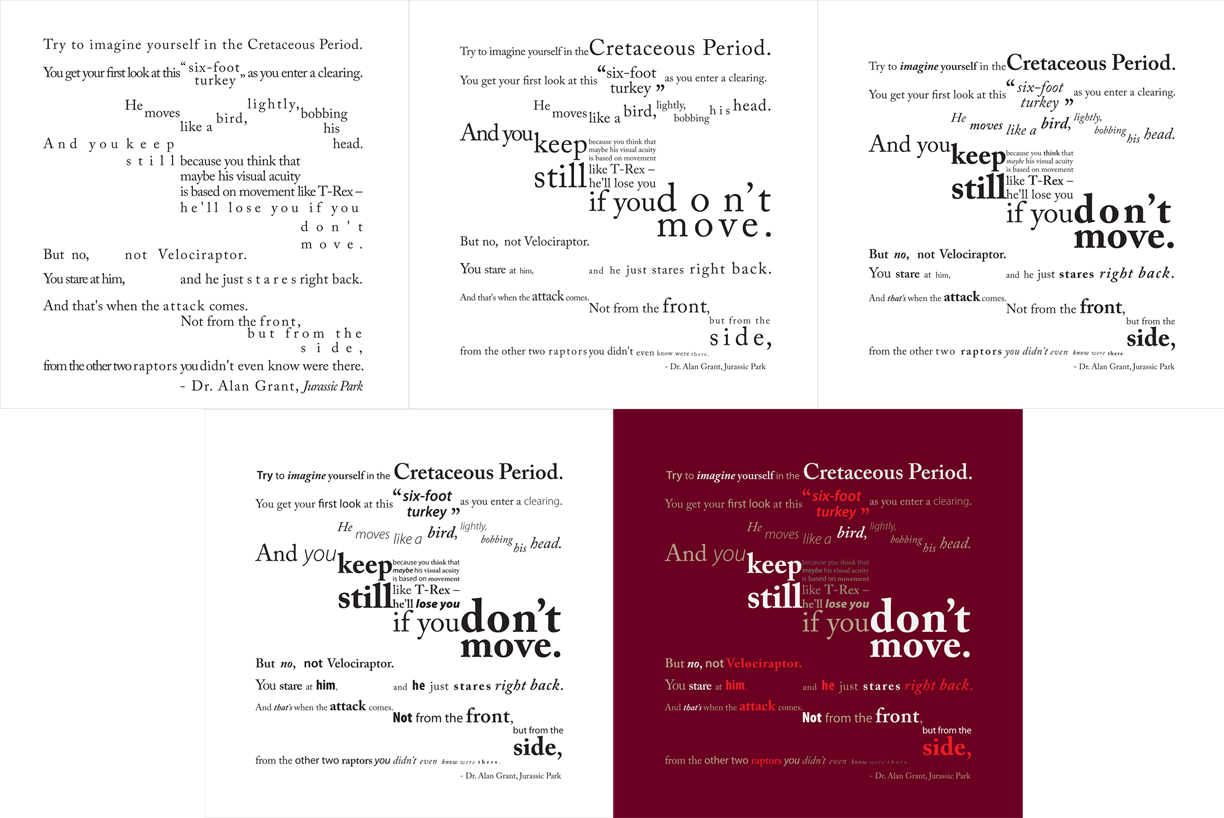 Try to imagine yourself in the Cretaceous Period.
You get your first look at this “six-foot turkey„ as you enter a clearing.
He moves like a bird, lightly, bobbing his head.
And you keep
still because you think that
maybe his visual acuity
is based on movement like T-Rex –
he'll lose you if you
don't
move.
But no, not Velociraptor.
You stare at him, and he just stares right back.
And that's when the attack comes.
Not from the front,
but from the
side,
from the other two raptors you didn't even know were there.
- Dr. Alan Grant, Jurassic Park
Try to imagine yourself in the Cretaceous Period.
You get your first look at this “six-foot turkey” as you enter a clearing.
He moves like a bird, lightly, bobbing his head.
And you keep
still
because you think that
maybe his visual acuity
is based on movement
like T-Rex –
he'll lose you
if you don’t
move.
But no, not Velociraptor.
You stare at him, and he just stares right back.
And that's when the attack comes.
Not from the front,
but from the
side,
from the other two raptors you didn't even know were there.
- Dr. Alan Grant, Jurassic Park
Try to imagine yourself in the Cretaceous Period.
You get your first look at this “six-foot turkey” as you enter a clearing.
He moves like a bird, lightly, bobbing his head.
And you keep
still
because you think that
maybe his visual acuity
is based on movement
like T-Rex –
he'll lose you
if you don’t
move.
But no, not Velociraptor.
You stare at him, and he just stares right back.
And that's when the attack comes.
Not from the front,
but from the
side,
from the other two raptors you didn't even know were there.
- Dr. Alan Grant, Jurassic Park
Try to imagine yourself in the Cretaceous Period.
You get your first look at this “six-foot turkey” as you enter a clearing.
He moves like a bird, lightly, bobbing his head.
And you keep
still
because you think that
maybe his visual acuity
is based on movement
like T-Rex –
he'll lose you
if you don’t
move.
But no, not Velociraptor.
You stare at him, and he just stares right back.
And that's when the attack comes.
Not from the front,
but from the
side,
from the other two raptors you didn't even know were there.
- Dr. Alan Grant, Jurassic Park
Try to imagine yourself in the Cretaceous Period.
You get your first look at this “six-foot turkey” as you enter a clearing.
He moves like a bird, lightly, bobbing his head.
And you keep
still
because you think that
maybe his visual acuity
is based on movement
like T-Rex –
he'll lose you
if you don’t
move.
But no, not Velociraptor.
You stare at him, and he just stares right back.
And that's when the attack comes.
Not from the front,
but from the
side,
from the other two raptors you didn't even know were there.
- Dr. Alan Grant, Jurassic Park